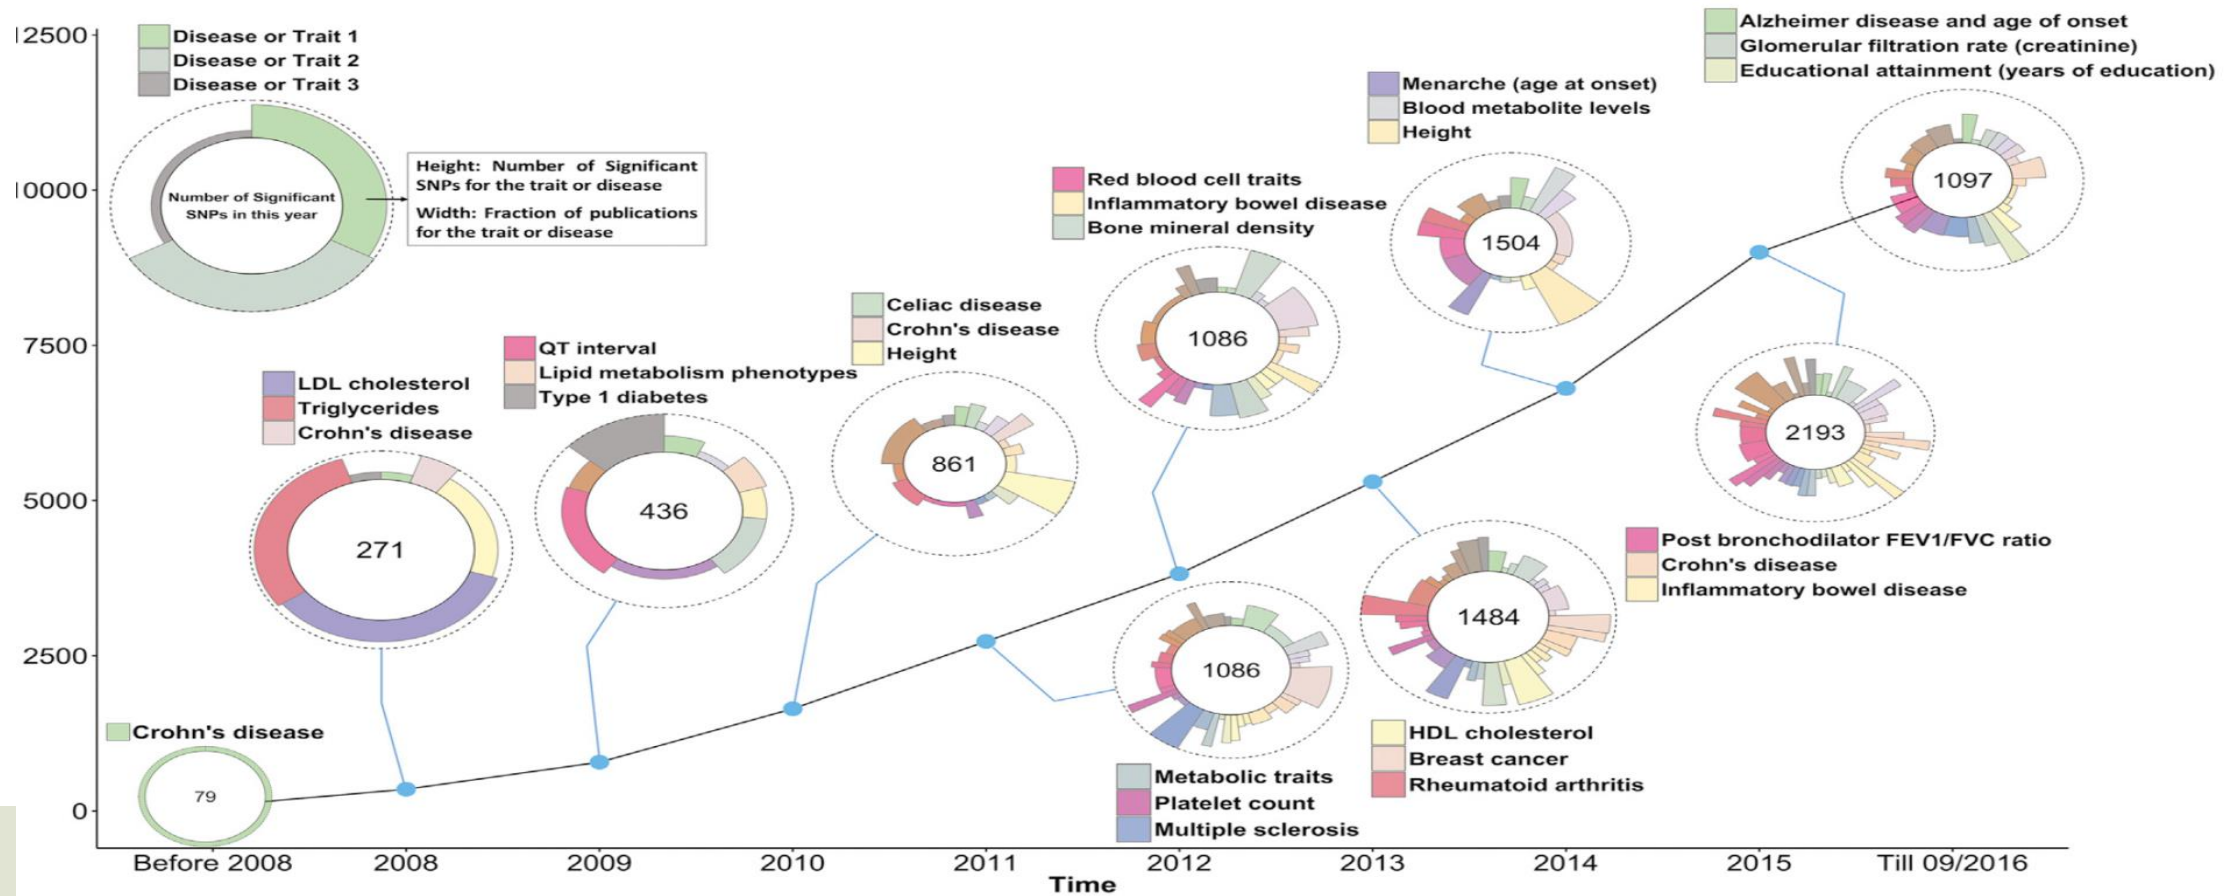 12500
10000
7500
5000
2500
0
Disease or Trait 1
Disease or Trait 2
Disease or Trait 3
Number of Significant
SNPs in this year
Height: Number of Significant
SNPs for the trait or disease
Width: Fraction of publications
for the trait or disease
Crohn's disease
79
LDL cholesterol
Triglycerides
Crohn's disease
271
QT interval
Lipid metabolism phenotypes
Type 1 diabetes
436
Celiac disease
Crohn's disease
Height
861
Red blood cell traits
Inflammatory bowel disease
Bone mineral density
1086
1086
Metabolic traits
Platelet count
Multiple sclerosis
Menarche (age at onset)
Blood metabolite levels
Height
1504
1484
HDL cholesterol
Breast cancer
Rheumatoid arthritis
Alzheimer disease and age of onset
Glomerular filtration rate (creatinine)
Educational attainment (years of education)
1097
2193
Post bronchodilator FEV1/FVC ratio
Crohn's disease
Inflammatory bowel disease
Before 2008
2008
2009
2010
2011
2012
2013
2014
2015
Till 09/2016
Time